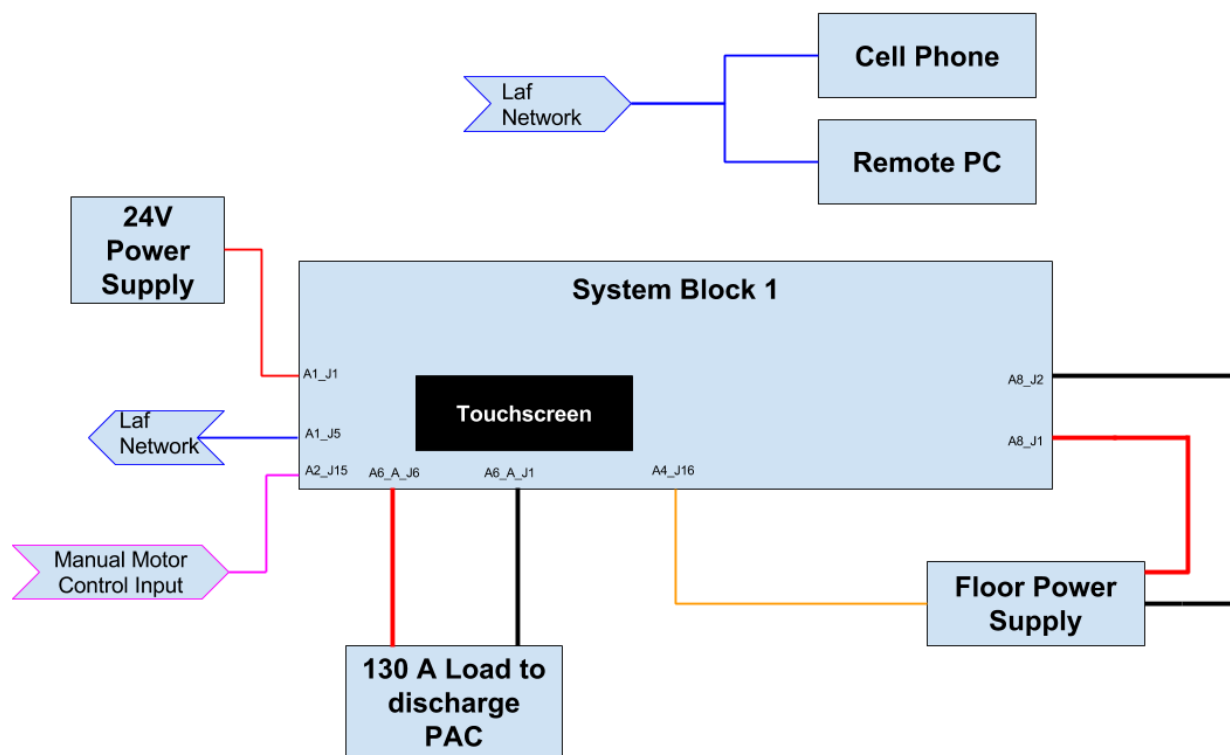 Cell Phone
Laf
Network
Remote PC
24V
Power
Supply
System Block 1
A1_J1
Touchscreen
A8_J2
Laf
Network
A1_J5
A8_J1
A2_J15
A6_A_J6
A6_A_J1
A4_J16
Manual Motor
Control Input
Floor Power
Supply
130 A Load to
discharge
PAC